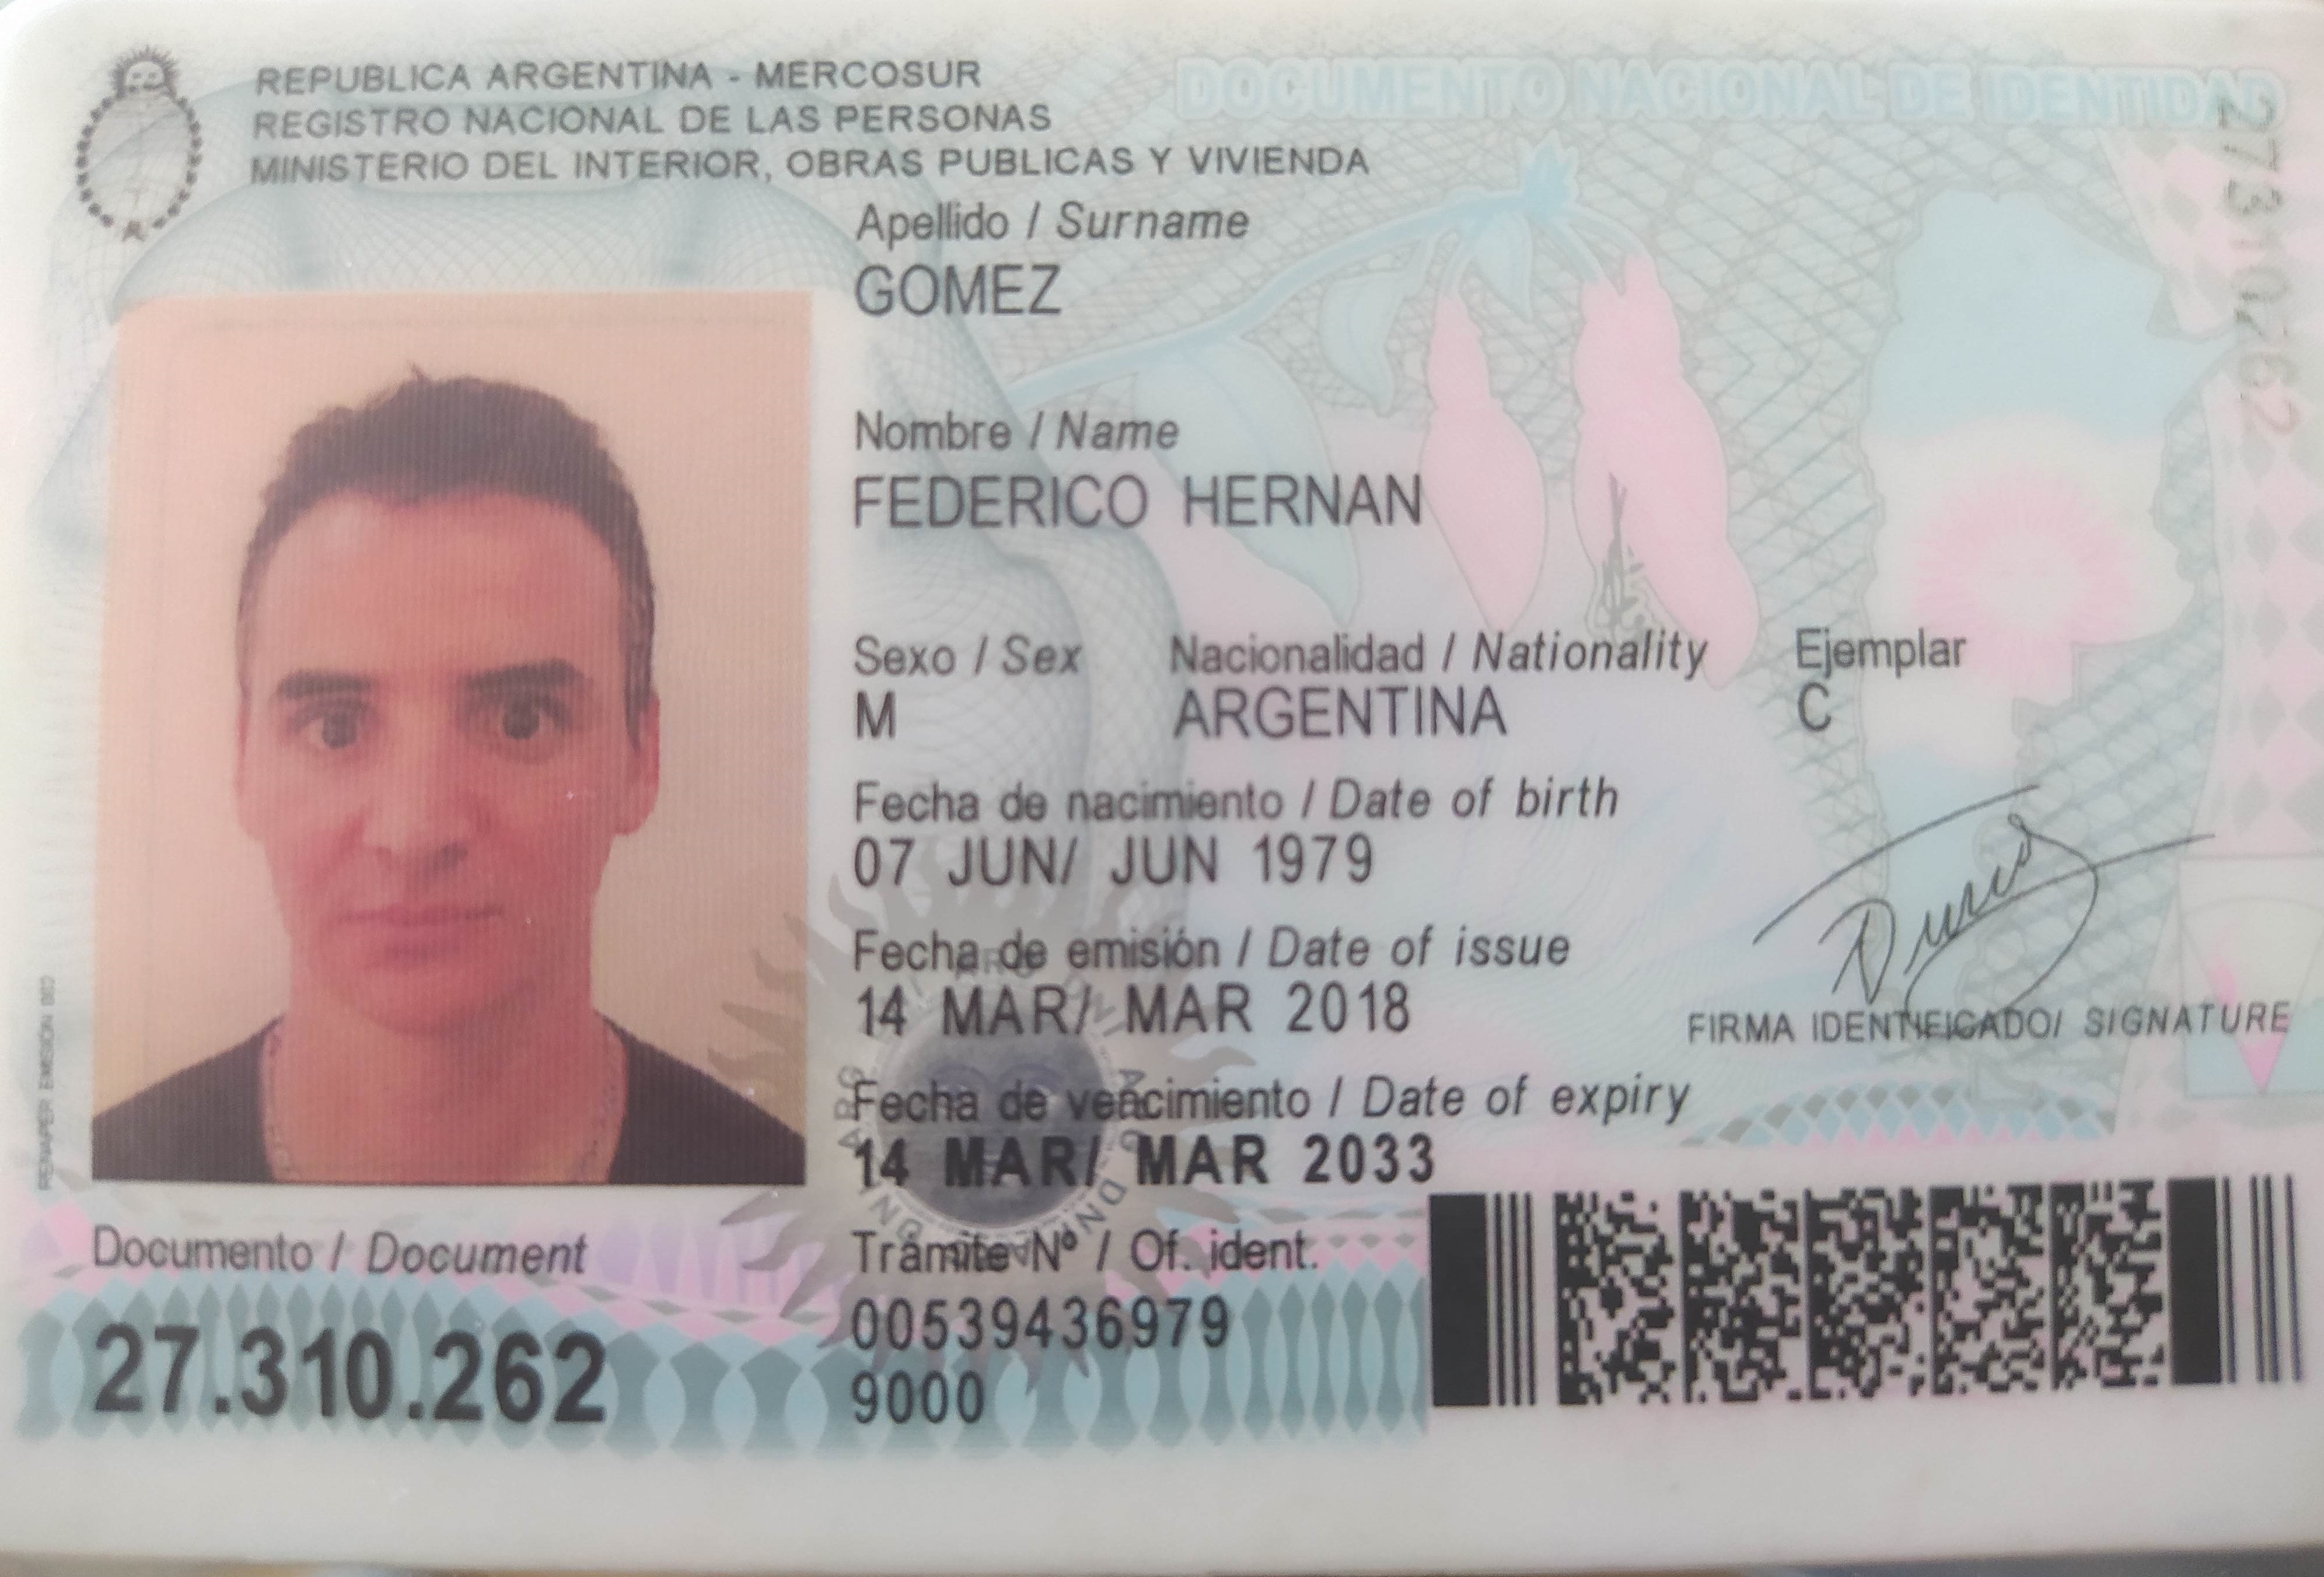 REPUBLICA ARGENTINA - MERCOSUR
REGISTRO NACIONAL DE LAS PERSONAS
MINISTERIO DEL INTERIOR, OBRAS PUBLICAS Y VIVIENDA
DOCUMENTO NACIONAL DE IDENTIDAD
27310262
Apellido / Surname
GOMEZ
Nombre / Name
FEDERICO HERNAN
Sexo / Sex Nacionalidad / Nationality Ejemplar
M ARGENTINA C
Fecha de nacimiento / Date of birth
07 JUN/ JUN 1979
Fecha de emisión / Date of issue
14 MAR/ MAR 2018
FIRMA IDENTIFICADO/ SIGNATURE
Fecha de vencimiento / Date of expiry
14 MAR/ MAR 2033
Trámite Nº / Of. ident.
00539436979
9000
Documento / Document
27.310.262